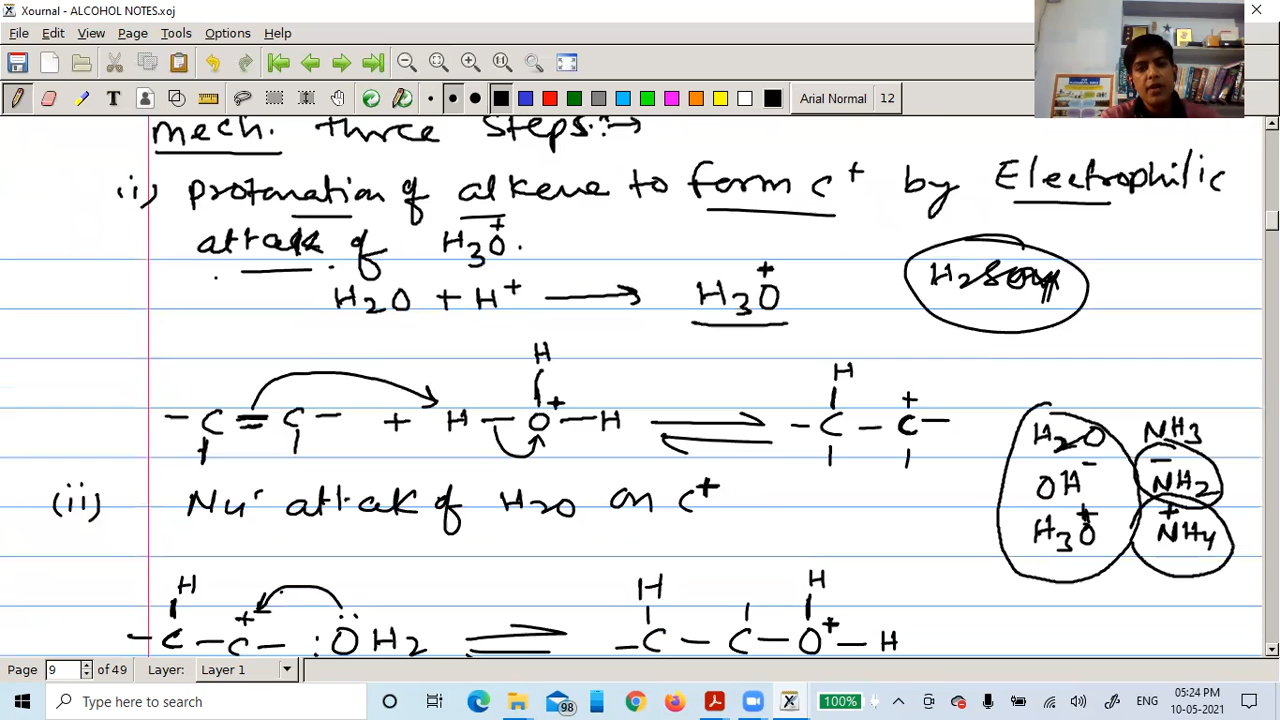 Xournal - ALCOHOL NOTES.xoj
File Edit View Page Tools Options Help
Arial Normal 12
mech. three steps:→
(i) protonation of alkene to form C+ by Electrophilic
attack of H3O+.
H2O + H+ → H3O+
H2SO4
H
H
- C = C - + H - O+ - H ⇌ - C - C+ -
H2O NH3
OH- -NH2
H3O+ +NH4
(ii) Nu- attak of H2O on C+
H H H
- C - C+ - :OH2 ⇌ - C - C - O+ - H
Page 9 of 49 Layer: Layer 1
Type here to search
98
100%
ENG
05:24 PM
10-05-2021